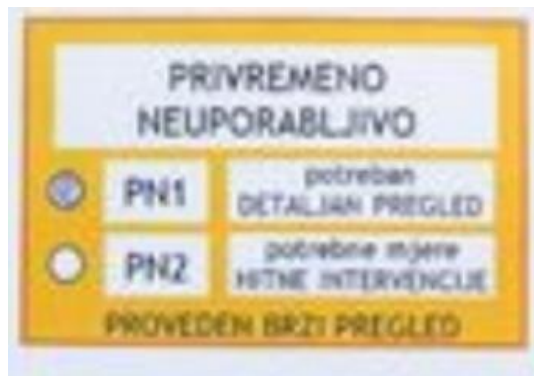 PRIVREMENO
NEUPORABLJIVO
PN1
potreban
DETALJAN PREGLED
PN2
potrebne mjere
HITNE INTERVENCIJE
PROVEDEN BRZI PREGLED